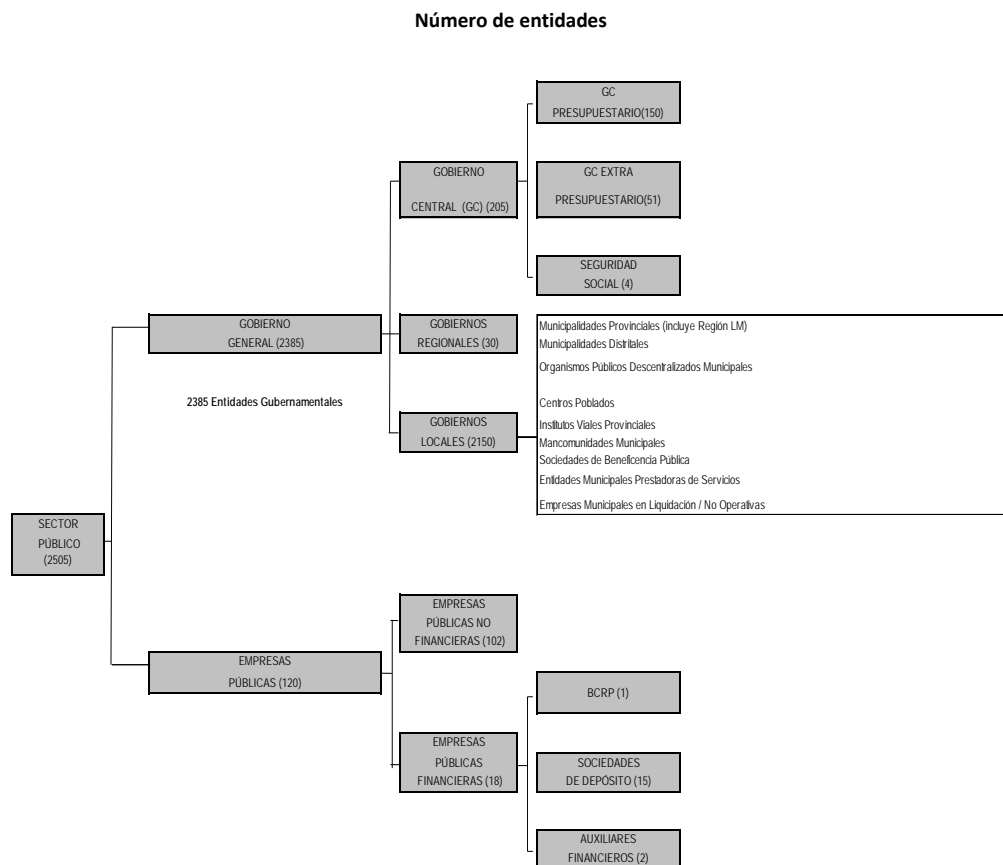 Número de entidades
GC
PRESUPUESTARIO(150)
GOBIERNO
CENTRAL (GC) (205)
GC EXTRA
PRESUPUESTARIO(51)
SEGURIDAD
SOCIAL (4)
GOBIERNO
GENERAL (2385)
GOBIERNOS
REGIONALES (30)
Municipalidades Provinciales (incluye Región LM)
Municipalidades Distritales
Organismos Públicos Descentralizados Municipales
2385 Entidades Gubernamentales
GOBIERNOS
LOCALES (2150)
Centros Poblados
Institutos Viales Provinciales
Mancomunidades Municipales
Sociedades de Beneficencia Pública
Entidades Municipales Prestadoras de Servicios
Empresas Municipales en Liquidación / No Operativas
SECTOR
PÚBLICO
(2505)
EMPRESAS
PÚBLICAS NO
FINANCIERAS (102)
EMPRESAS
PÚBLICAS (120)
BCRP (1)
EMPRESAS
PÚBLICAS
FINANCIERAS (18)
SOCIEDADES
DE DEPÓSITO (15)
AUXILIARES
FINANCIEROS (2)